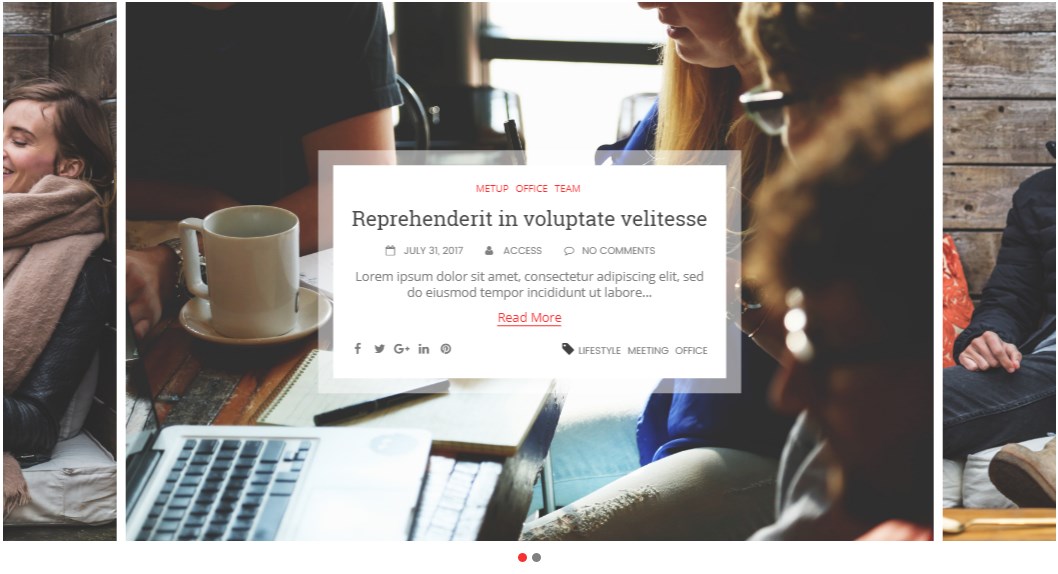 METUP OFFICE TEAM
Reprehenderit in voluptate velitesse
JULY 31, 2017 ACCESS NO COMMENTS
Lorem ipsum dolor sit amet, consectetur adipiscing elit, sed
do eiusmod tempor incididunt ut labore...
Read More
LIFESTYLE MEETING OFFICE